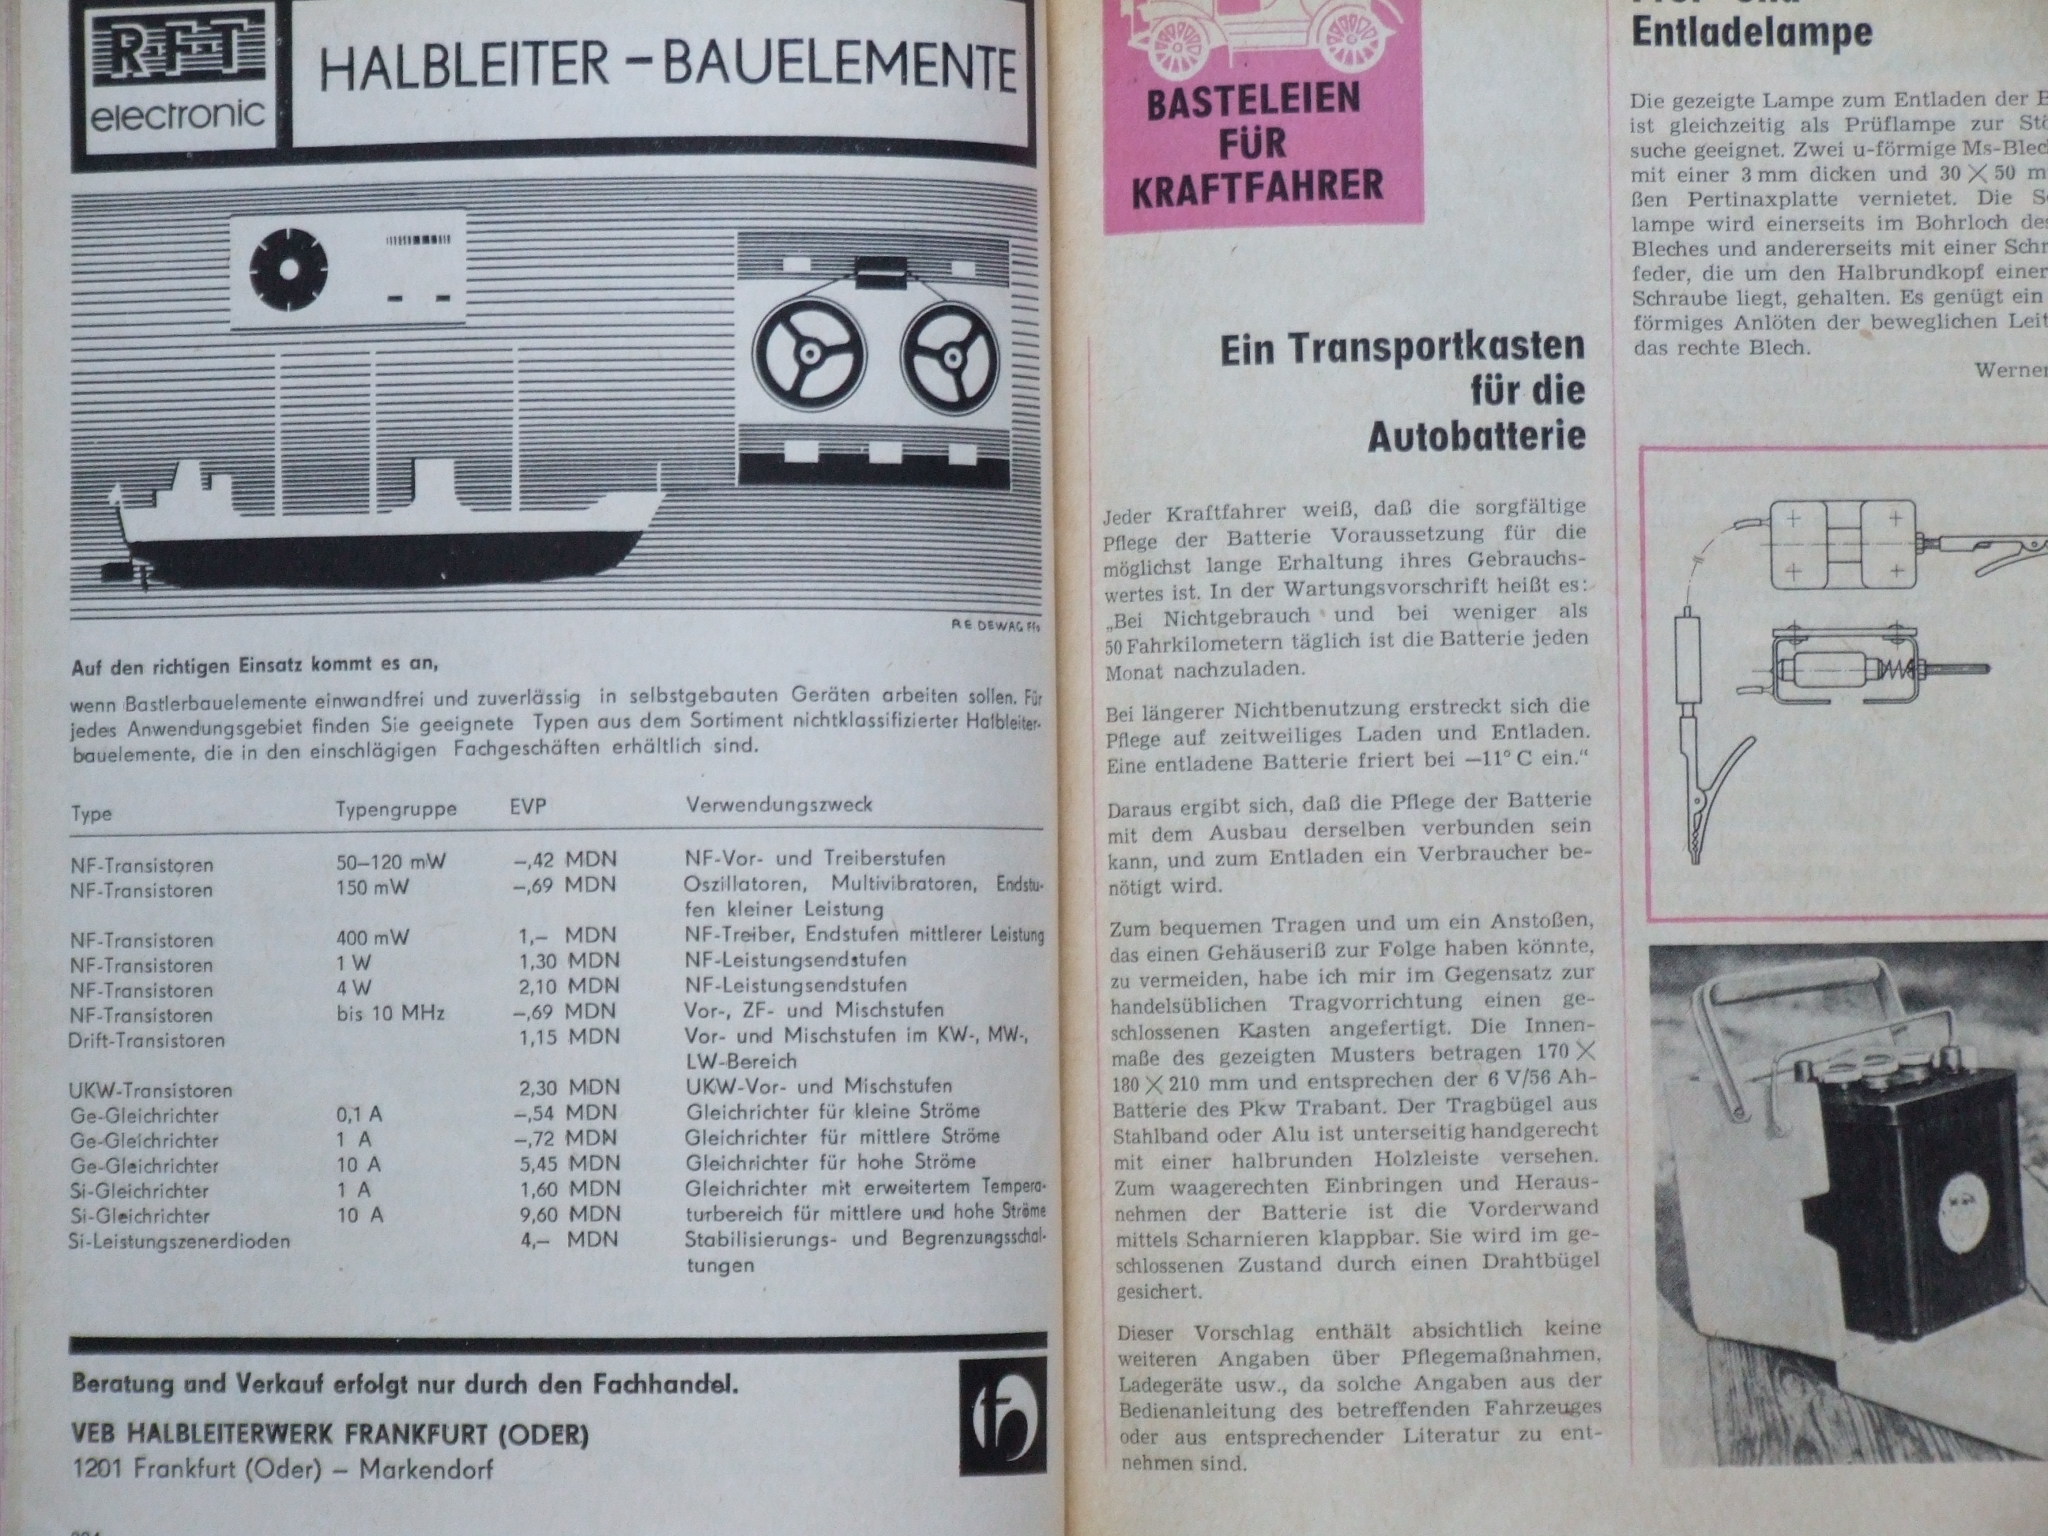 RFT
electronic
HALBLEITER – BAUELEMENTE
Auf den richtigen Einsatz kommt es an,
wenn Bastlerbauelemente einwandfrei und zuverlässig in selbstgebauten Geräten arbeiten sollen. Für
jedes Anwendungsgebiet finden Sie geeignete Typen aus dem Sortiment nichtklassifizierter Halbleiter-
bauelemente, die in den einschlägigen Fachgeschäften erhältlich sind.
Type Typengruppe EVP Verwendungszweck
NF-Transistoren 50–120 mW –,42 MDN NF-Vor- und Treiberstufen
NF-Transistoren 150 mW –,69 MDN Oszillatoren, Multivibratoren, Endstu-
fen kleiner Leistung
NF-Transistoren 400 mW 1,– MDN NF-Treiber, Endstufen mittlerer Leistung
NF-Transistoren 1 W 1,30 MDN NF-Leistungsendstufen
NF-Transistoren 4 W 2,10 MDN NF-Leistungsendstufen
NF-Transistoren bis 10 MHz –,69 MDN Vor-, ZF- und Mischstufen
Drift-Transistoren 1,15 MDN Vor- und Mischstufen im KW-, MW-,
LW-Bereich
UKW-Transistoren 2,30 MDN UKW-Vor- und Mischstufen
Ge-Gleichrichter 0,1 A –,54 MDN Gleichrichter für kleine Ströme
Ge-Gleichrichter 1 A –,72 MDN Gleichrichter für mittlere Ströme
Ge-Gleichrichter 10 A 5,45 MDN Gleichrichter für hohe Ströme
Si-Gleichrichter 1 A 1,60 MDN Gleichrichter mit erweitertem Tempera-
Si-Gleichrichter 10 A 9,60 MDN turbereich für mittlere und hohe Ströme
Si-Leistungszenerdioden 4,– MDN Stabilisierungs- und Begrenzungsschal-
tungen
Beratung und Verkauf erfolgt nur durch den Fachhandel.
VEB HALBLEITERWERK FRANKFURT (ODER)
1201 Frankfurt (Oder) – Markendorf
BASTELEIEN
FÜR
KRAFTFAHRER
Ein Transportkasten
für die
Autobatterie
Jeder Kraftfahrer weiß, daß die sorgfältige
Pflege der Batterie Voraussetzung für die
möglichst lange Erhaltung ihres Gebrauchs-
wertes ist. In der Wartungsvorschrift heißt es:
„Bei Nichtgebrauch und bei weniger als
50 Fahrkilometern täglich ist die Batterie jeden
Monat nachzuladen.
Bei längerer Nichtbenutzung erstreckt sich die
Pflege auf zeitweiliges Laden und Entladen.
Eine entladene Batterie friert bei —11° C ein.“
Daraus ergibt sich, daß die Pflege der Batterie
mit dem Ausbau derselben verbunden sein
kann, und zum Entladen ein Verbraucher be-
nötigt wird.
Zum bequemen Tragen und um ein Anstoßen,
das einen Gehäuseriß zur Folge haben könnte,
zu vermeiden, habe ich mir im Gegensatz zur
handelsüblichen Tragvorrichtung einen ge-
schlossenen Kasten angefertigt. Die Innen-
maße des gezeigten Musters betragen 170 ×
180 × 210 mm und entsprechen der 6 V/56 Ah-
Batterie des Pkw Trabant. Der Tragbügel aus
Stahlband oder Alu ist unterseitig handgerecht
mit einer halbrunden Holzleiste versehen.
Zum waagerechten Einbringen und Heraus-
nehmen der Batterie ist die Vorderwand
mittels Scharnieren klappbar. Sie wird im ge-
schlossenen Zustand durch einen Drahtbügel
gesichert.
Dieser Vorschlag enthält absichtlich keine
weiteren Angaben über Pflegemaßnahmen,
Ladegeräte usw., da solche Angaben aus der
Bedienanleitung des betreffenden Fahrzeuges
oder aus entsprechender Literatur zu ent-
nehmen sind.
Entladelampe
Die gezeigte Lampe zum Entladen der B
ist gleichzeitig als Prüflampe zur Stö
suche geeignet. Zwei u-förmige Ms-Blec
mit einer 3 mm dicken und 30 × 50 m
ßen Pertinaxplatte vernietet. Die S
lampe wird einerseits im Bohrloch des
Bleches und andererseits mit einer Schr
feder, die um den Halbrundkopf einer
Schraube liegt, gehalten. Es genügt ein
förmiges Anlöten der beweglichen Leit
das rechte Blech.
Werner